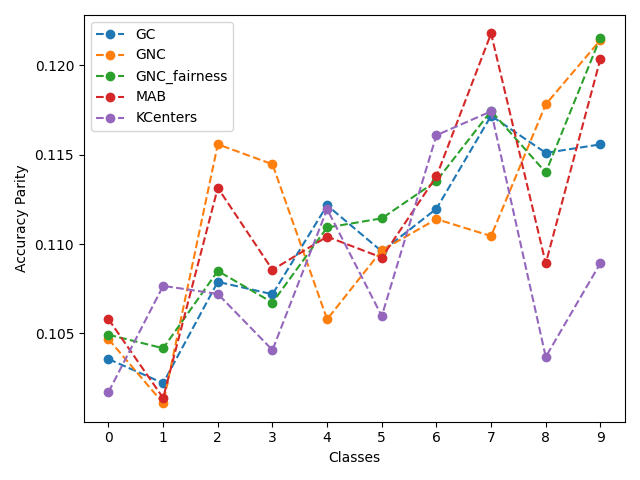 GC
GNC
GNC_fairness
MAB
KCenters
0.120
0.115
0.110
0.105
Accuracy Parity
0 1 2 3 4 5 6 7 8 9
Classes